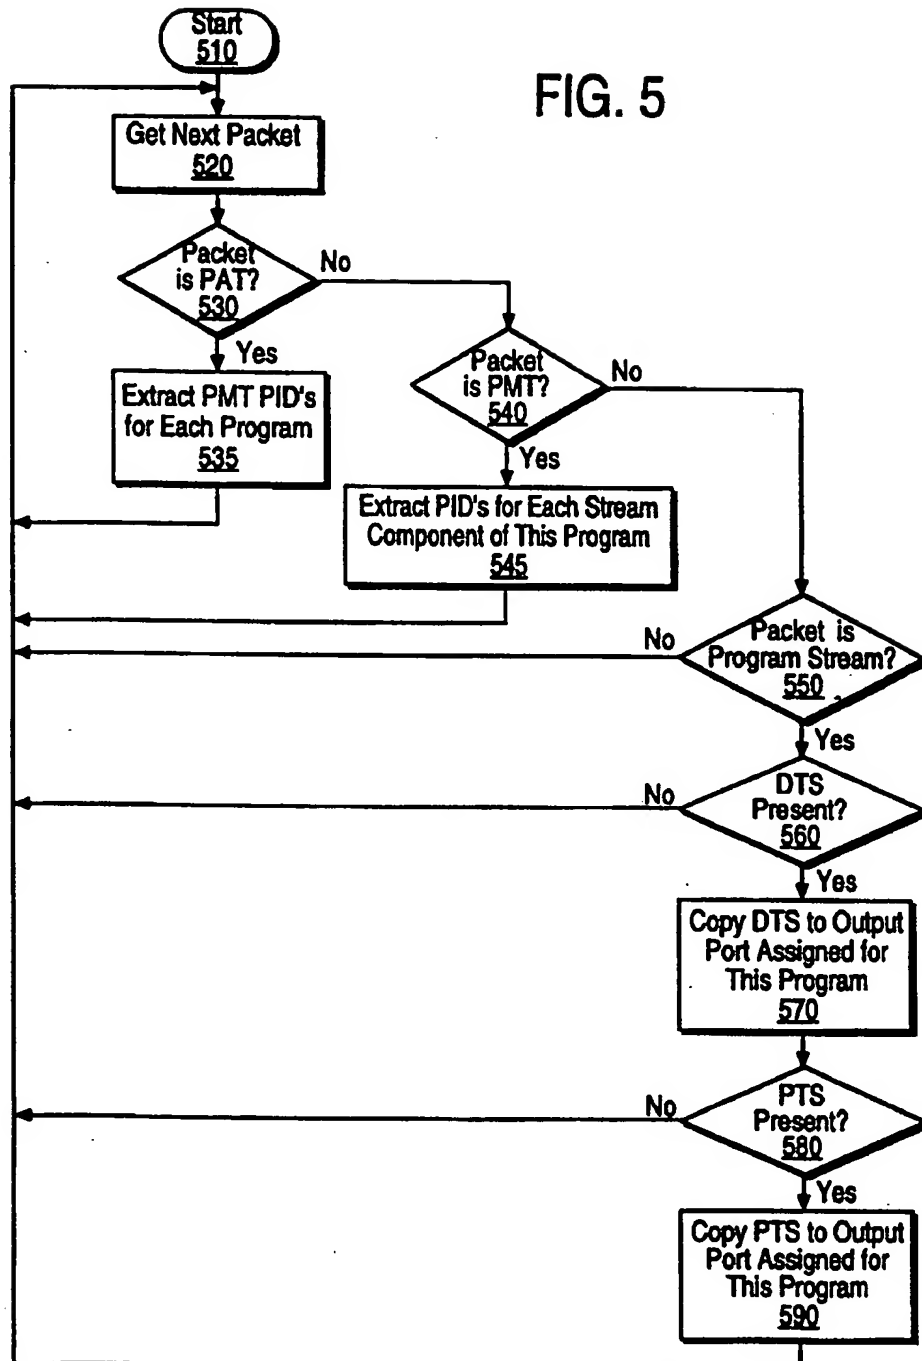 Start
510
FIG. 5
Get Next Packet
520
Packet
is PAT?
530
No
Yes
Extract PMT PID's
for Each Program
535
Packet
is PMT?
540
No
Yes
Extract PID's for Each Stream
Component of This Program
545
Packet is
Program Stream?
550
No
Yes
DTS
Present?
560
No
Yes
Copy DTS to Output
Port Assigned for
This Program
570
PTS
Present?
580
No
Yes
Copy PTS to Output
Port Assigned for
This Program
590